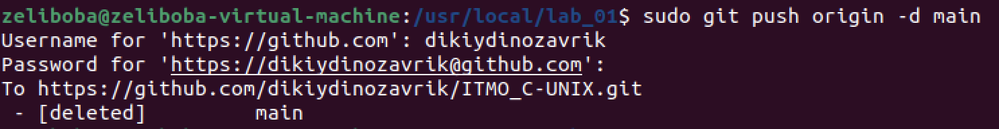 zeliboba@zeliboba-virtual-machine:/usr/local/lab_01$ sudo git push origin -d main
Username for 'https://github.com': dikiydinozavrik
Password for 'https://dikiydinozavrik@github.com':
To https://github.com/dikiydinozavrik/ITMO_C-UNIX.git
 - [deleted]         main